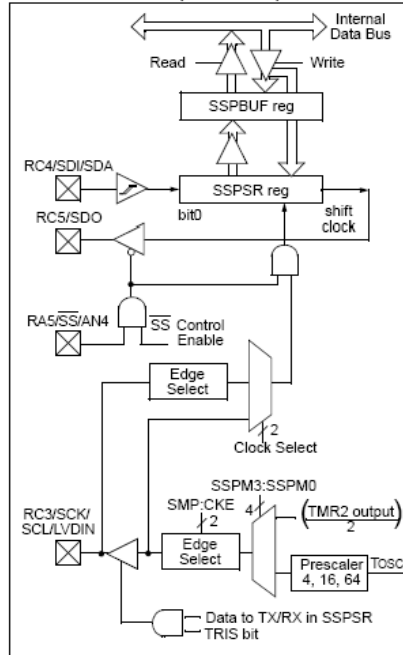 Internal
Data Bus
Read
Write
SSPBUF reg
RC4/SDI/SDA
SSPSR reg
RC5/SDO
bit0
shift
clock
RA5/SS/AN4
SS Control
Enable
Edge
Select
2
Clock Select
SSPM3:SSPM0
RC3/SCK/
SCL/LVDIN
SMP:CKE
4
2
(TMR2 output)
2
Edge
Select
Prescaler
4, 16, 64
TOSC
Data to TX/RX in SSPSR
TRIS bit